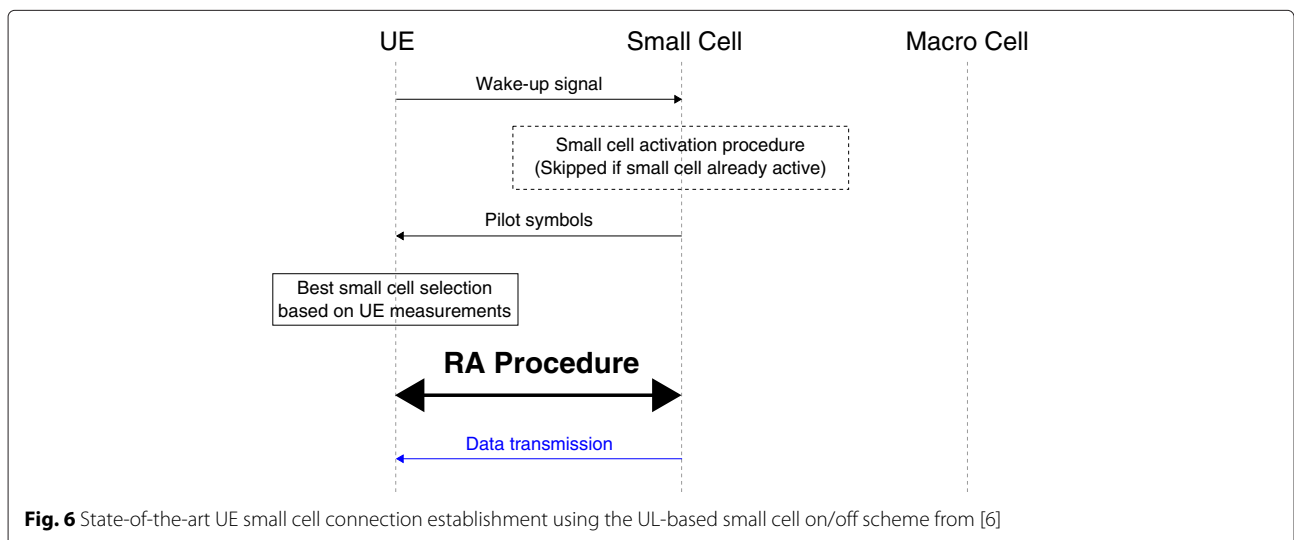 UE
Small Cell
Macro Cell
Wake-up signal
Small cell activation procedure
(Skipped if small cell already active)
Pilot symbols
Best small cell selection
based on UE measurements
RA Procedure
Data transmission
Fig. 6 State-of-the-art UE small cell connection establishment using the UL-based small cell on/off scheme from [6]